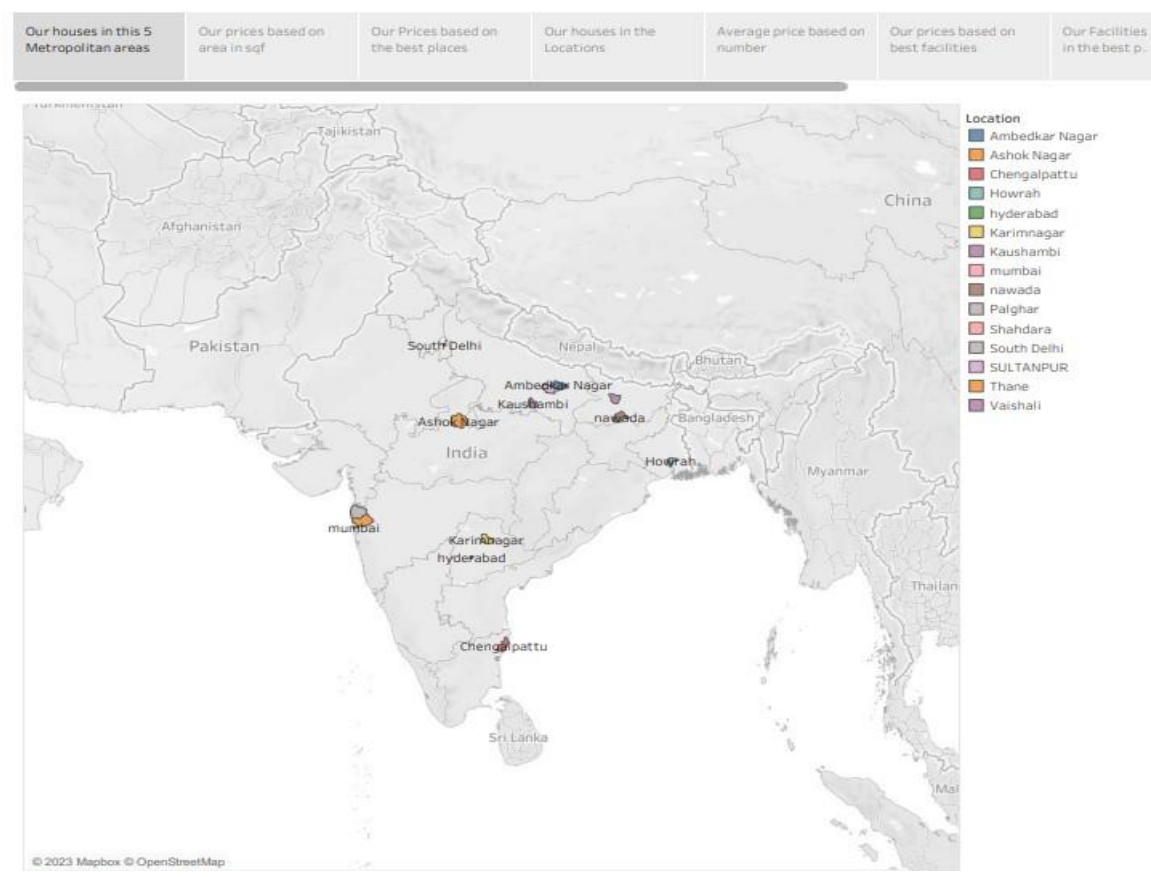 Our houses in this 5
Metropolitan areas
Our prices based on
area in sqf
Our Prices based on
the best places
Our houses in the
Locations
Average price based on
number
Our prices based on
best facilities
Our Facilities
in the best p..
Turkmenistan
Tajikistan
China
Afghanistan
Pakistan
South Delhi
Nepal
Bhutan
Ambedkar Nagar
Kaushambi
Ashok Nagar
nawada
Bangladesh
India
Howrah
Myanmar
mumbai
Karimnagar
hyderabad
Thailan
Chengalpattu
Sri Lanka
Mal
© 2023 Mapbox © OpenStreetMap
Location
Ambedkar Nagar
Ashok Nagar
Chengalpattu
Howrah
hyderabad
Karimnagar
Kaushambi
mumbai
nawada
Palghar
Shahdara
South Delhi
SULTANPUR
Thane
Vaishali